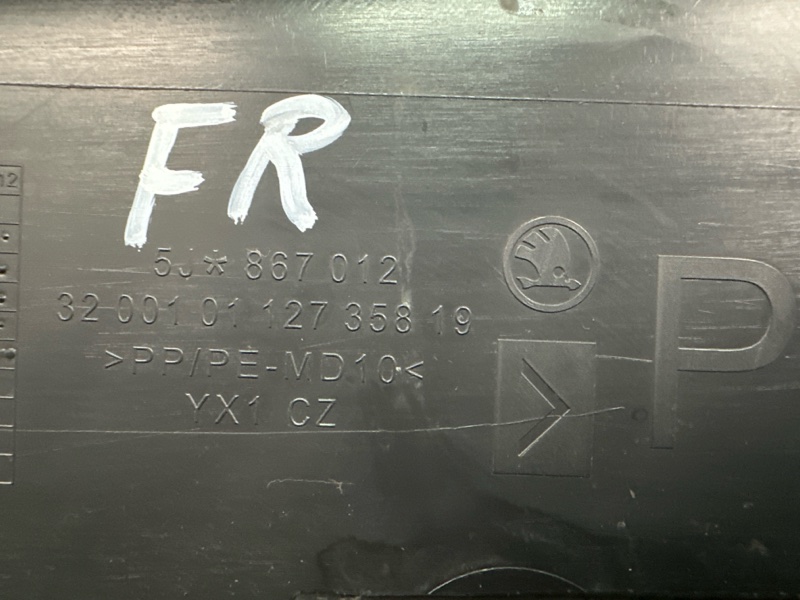 FR
5J * 867 012
32 001 01 127 358 19
>PP/PE-MD10<
YX1 CZ
P